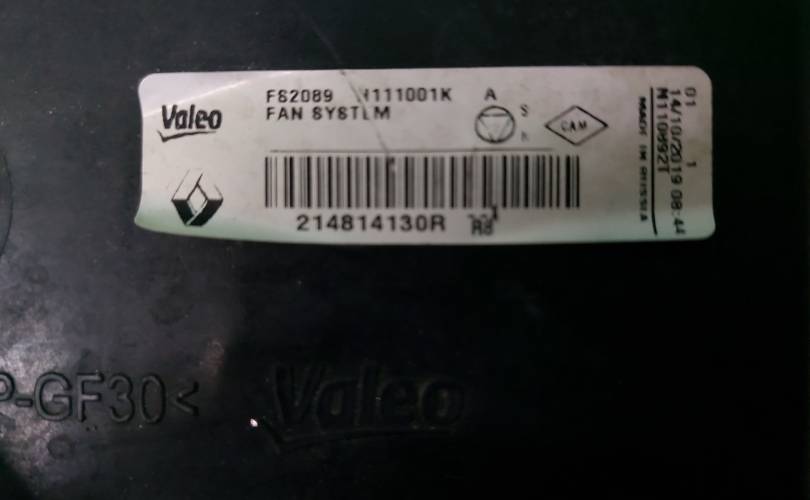 Valeo
F62089 H111001K A
FAN SYSTEM
S
CAM
214814130R
01 1
14/10/2019 08:44
M110892T
MADE IN RUSSIA
P-GF30<
Valeo